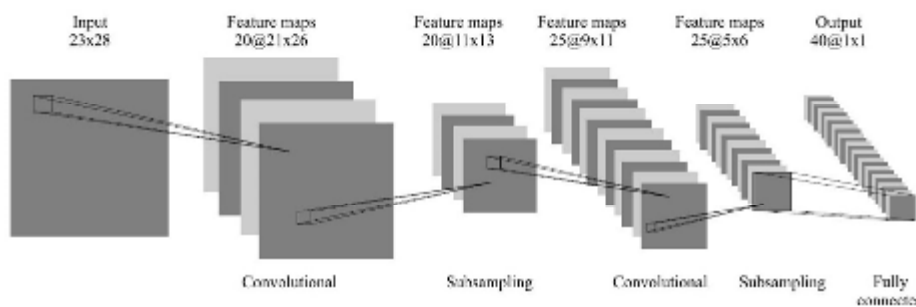 Input
23x28
Feature maps
20@21x26
Feature maps
20@11x13
Feature maps
25@9x11
Feature maps
25@5x6
Output
40@1x1
Convolutional
Subsampling
Convolutional
Subsampling
Fully
connecte